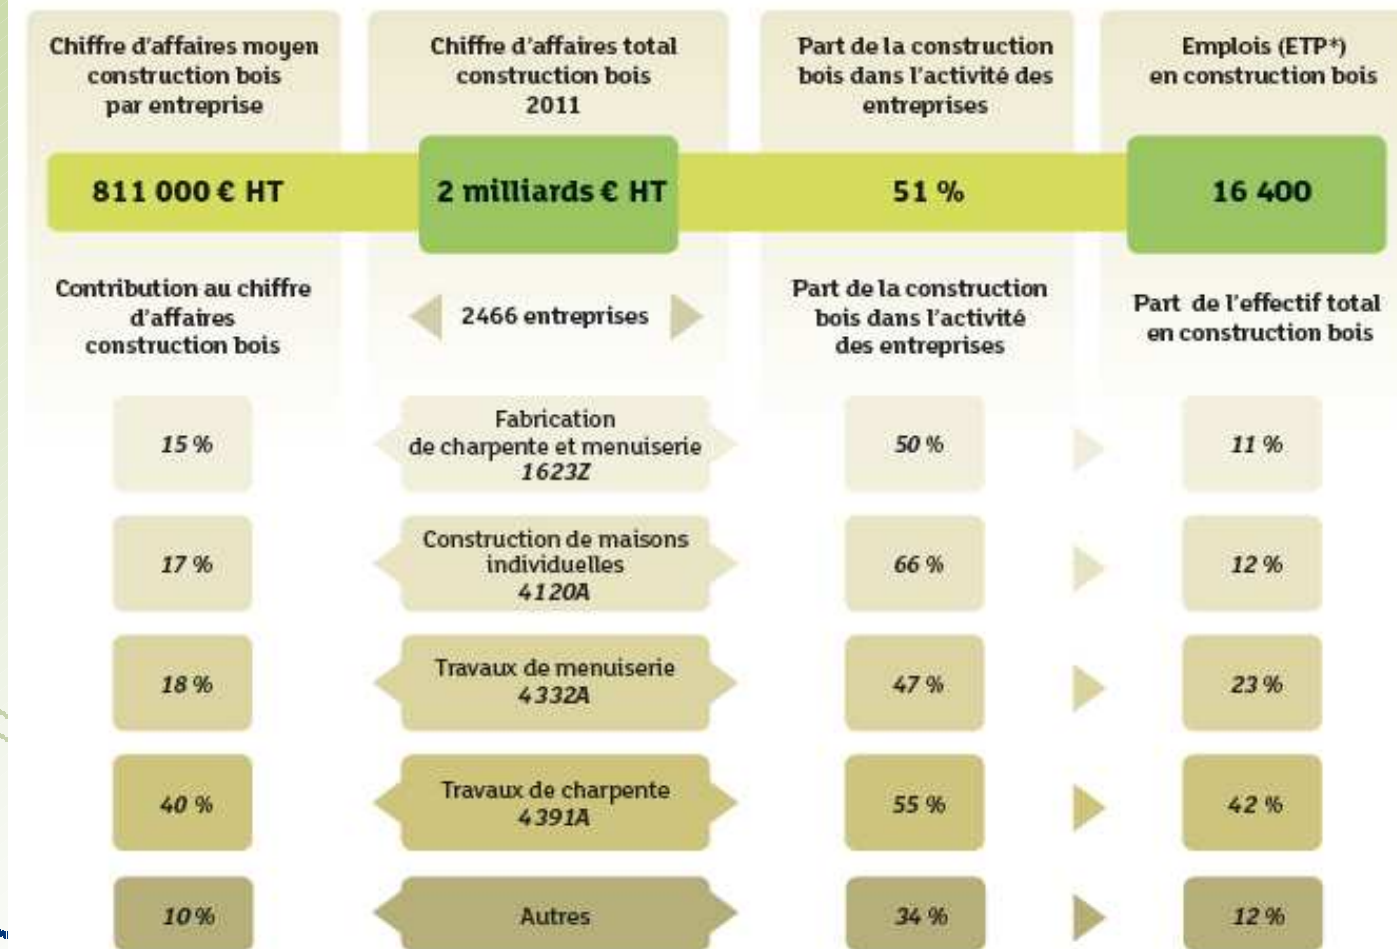 Chiffre d'affaires moyen
construction bois
par entreprise
Chiffre d'affaires total
construction bois
2011
Part de la construction
bois dans l'activité des
entreprises
Emplois (ETP*)
en construction bois
811 000 € HT
2 milliards € HT
51 %
16 400
Contribution au chiffre
d'affaires
construction bois
2466 entreprises
Part de la construction
bois dans l'activité
des entreprises
Part de l'effectif total
en construction bois
15 %
Fabrication
de charpente et menuiserie
1623Z
50 %
11 %
17 %
Construction de maisons
individuelles
4120A
66 %
12 %
18 %
Travaux de menuiserie
4332A
47 %
23 %
40 %
Travaux de charpente
4391A
55 %
42 %
10 %
Autres
34 %
12 %